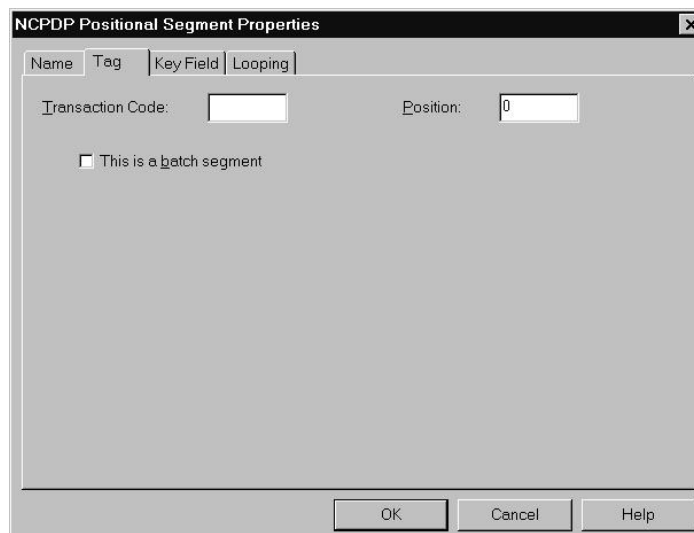 NCPDP Positional Segment Properties
Name Tag Key Field Looping
Transaction Code: Position: 0
This is a batch segment
OK Cancel Help